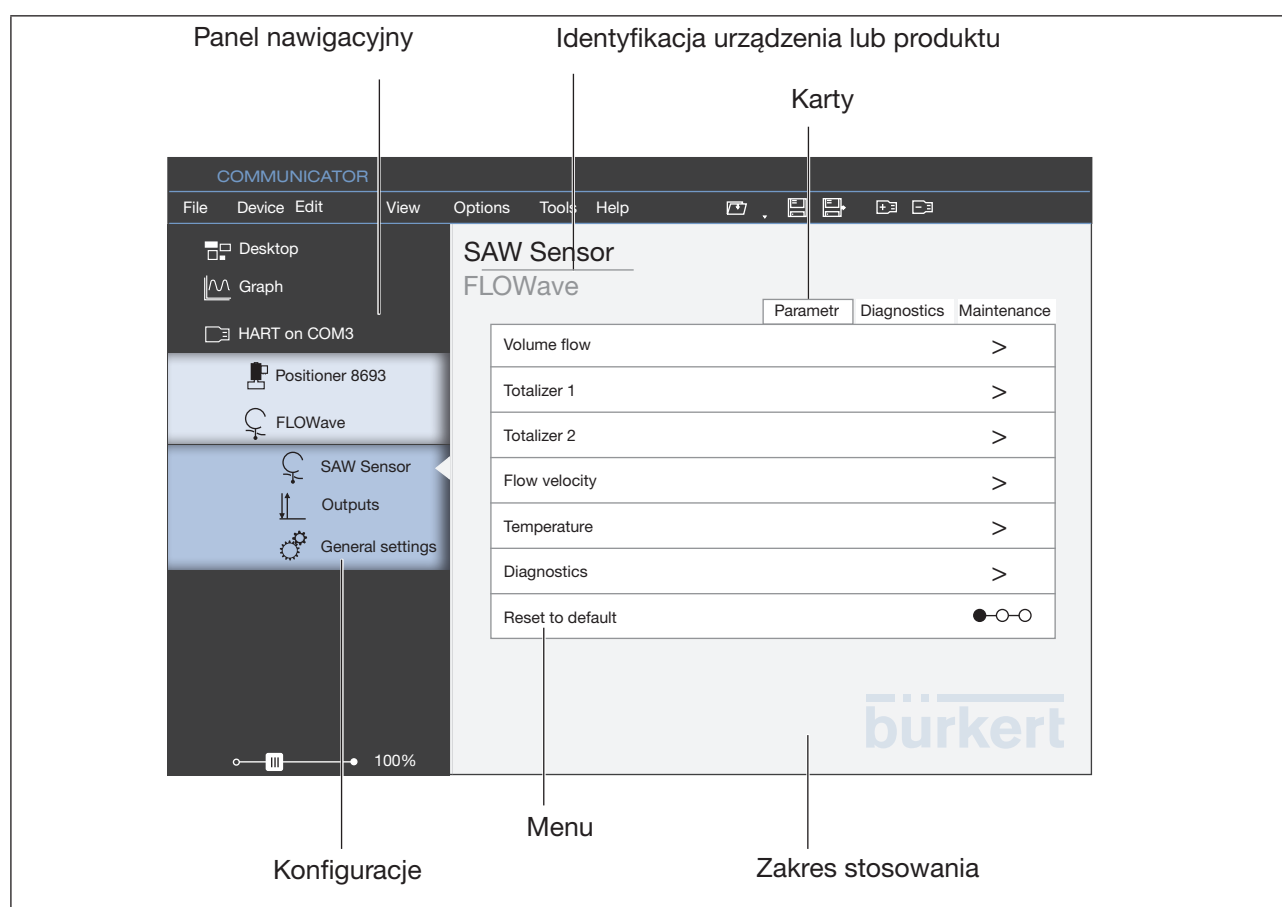 Panel nawigacyjny
Identyfikacja urządzenia lub produktu
Karty
COMMUNICATOR
File Device Edit View Options Tools Help
Desktop
Graph
HART on COM3
Positioner 8693
FLOWave
SAW Sensor
Outputs
General settings
100%
SAW Sensor
FLOWave
Parametr Diagnostics Maintenance
Volume flow >
Totalizer 1 >
Totalizer 2 >
Flow velocity >
Temperature >
Diagnostics >
Reset to default
burkert
Menu
Konfiguracje
Zakres stosowania